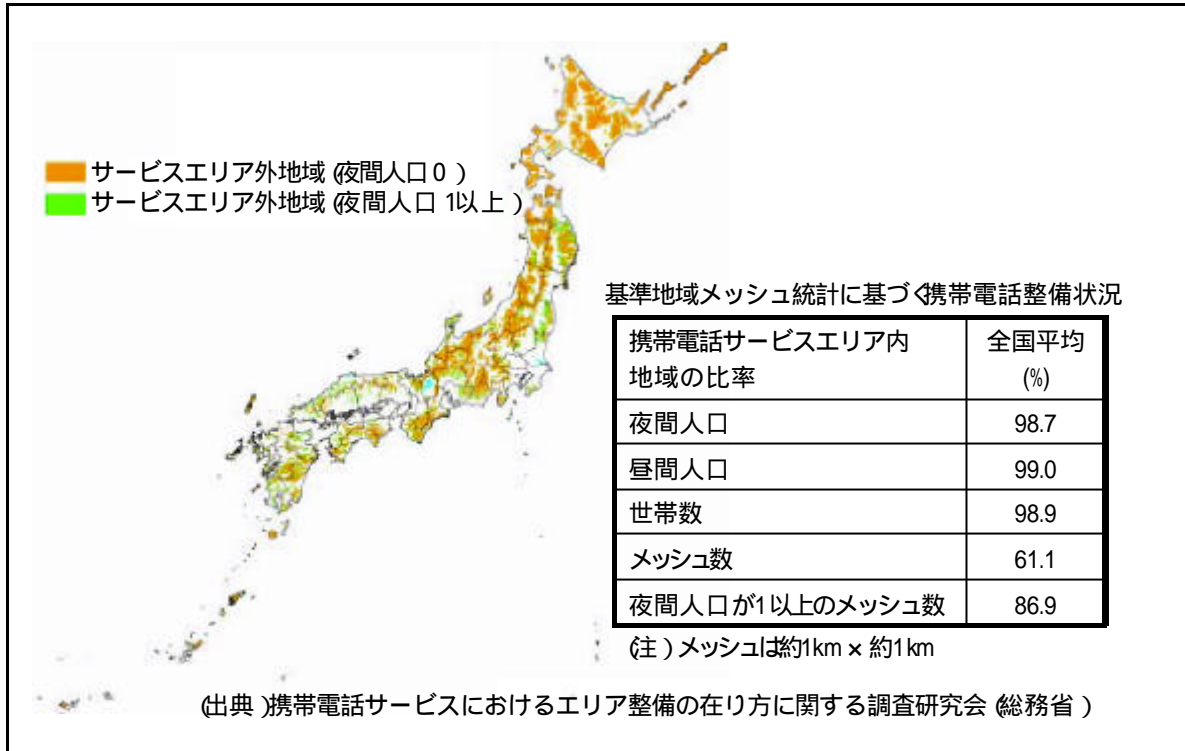 サービスエリア外地域(夜間人口0)
サービスエリア外地域(夜間人口1以上)
基準地域メッシュ統計に基づく携帯電話整備状況
携帯電話サービスエリア内
地域の比率
全国平均
(%)
夜間人口 98.7
昼間人口 99.0
世帯数 98.9
メッシュ数 61.1
夜間人口が1以上のメッシュ数 86.9
(注)メッシュは約1km×約1km
(出典)携帯電話サービスにおけるエリア整備の在り方に関する調査研究会(総務省)